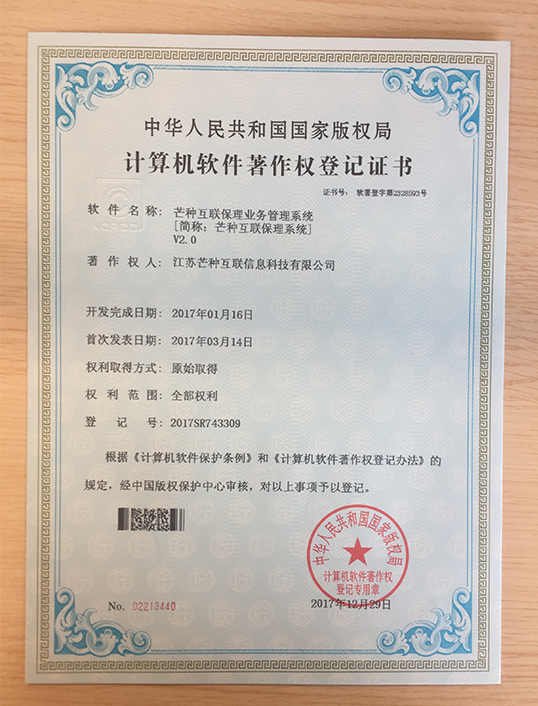 中华人民共和国国家版权局
计算机软件著作权登记证书
证书号： 软著登字第2328593号
软件名称： 芒种互联保理业务管理系统
[简称：芒种互联保理系统]
V2.0
著作权人： 江苏芒种互联信息科技有限公司
开发完成日期： 2017年01月16日
首次发表日期： 2017年03月14日
权利取得方式： 原始取得
权利范围： 全部权利
登记号： 2017SR743309
根据《计算机软件保护条例》和《计算机软件著作权登记办法》的
规定，经中国版权保护中心审核，对以上事项予以登记。
中华人民共和国国家版权局
计算机软件著作权
登记专用章
No. 02213440
2017年12月29日